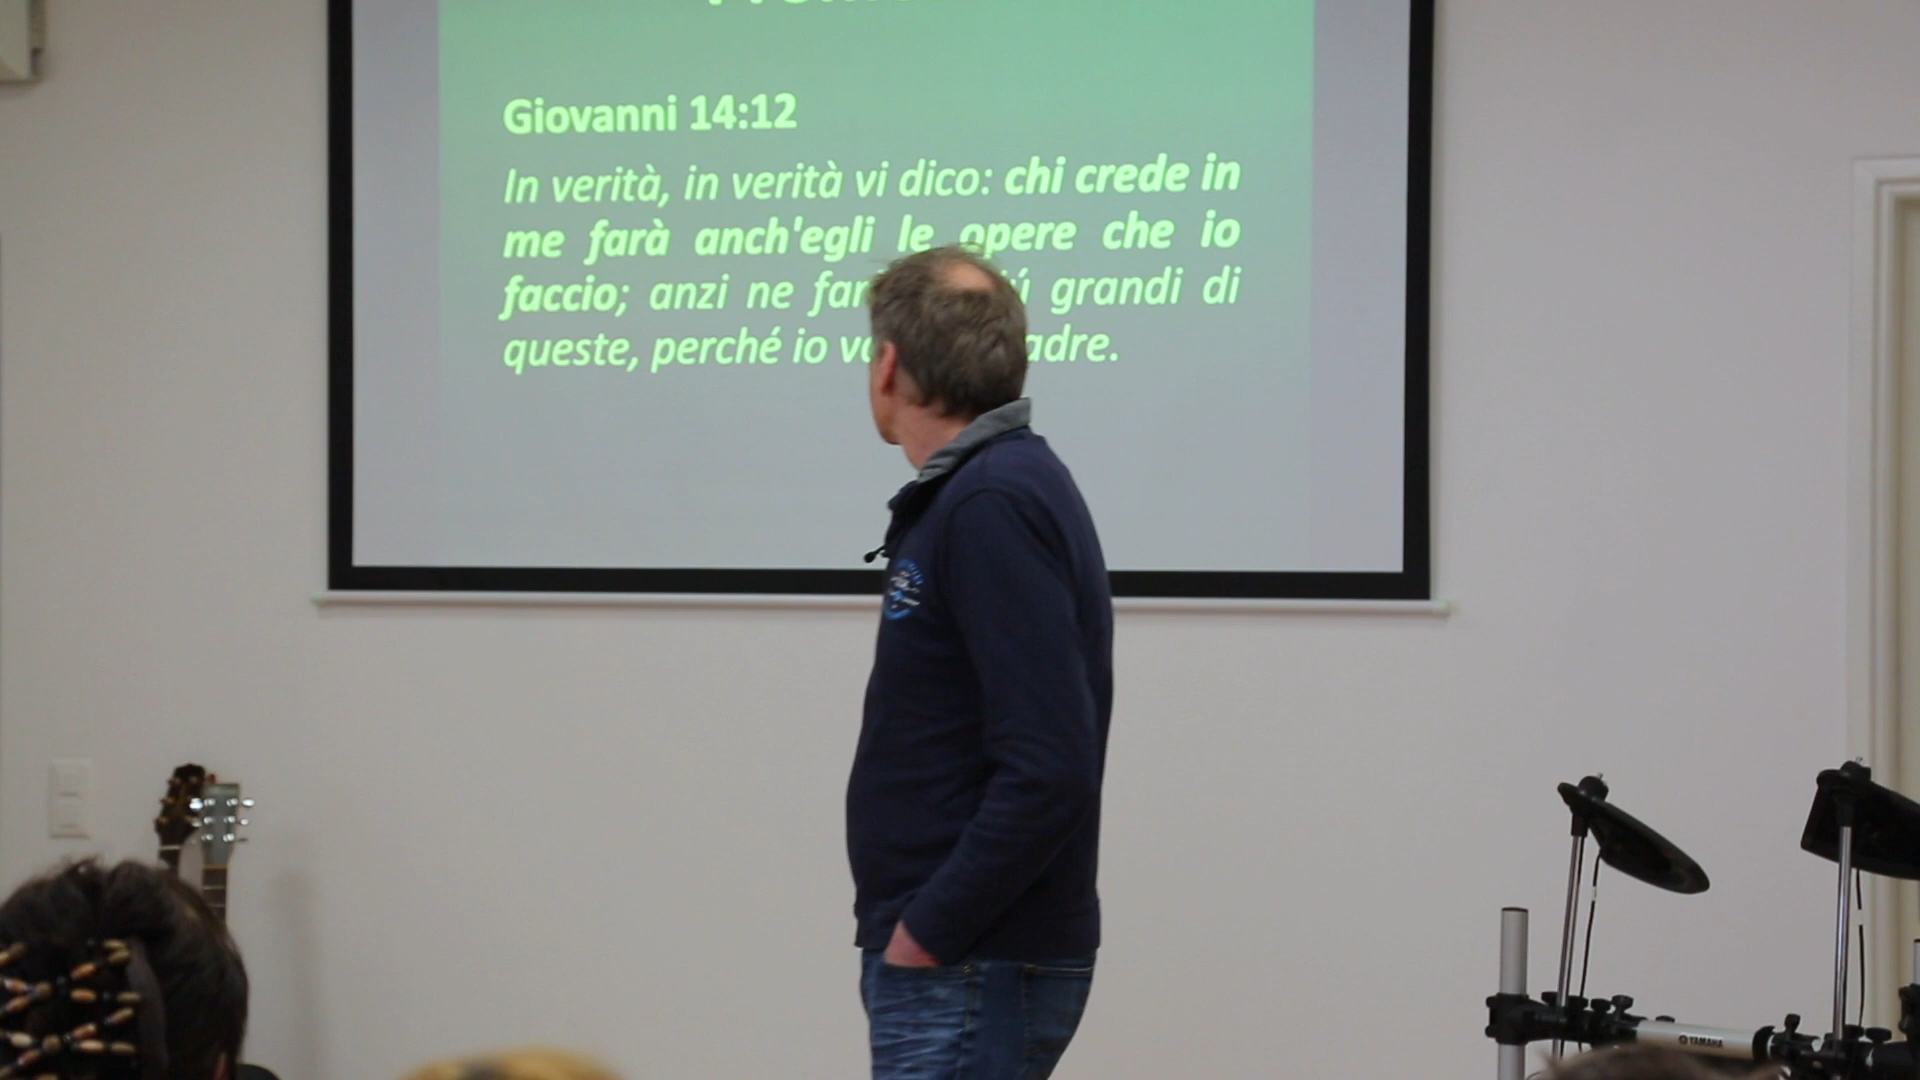 Giovanni 14:12
In verità, in verità vi dico: chi crede in
me farà anch'egli le opere che io
faccio; anzi ne grandi di
queste, perché io
YAMAHA